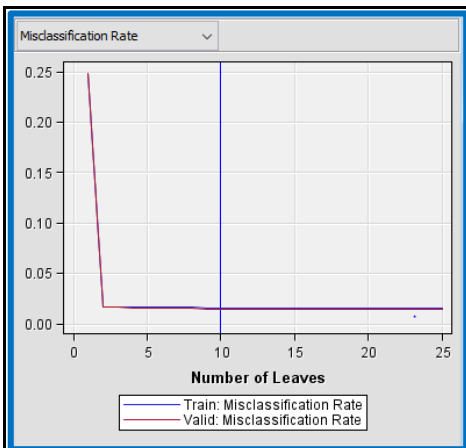 Misclassification Rate
0.25
0.20
0.15
0.10
0.05
0.00
0 5 10 15 20 25
Number of Leaves
Train: Misclassification Rate
Valid: Misclassification Rate